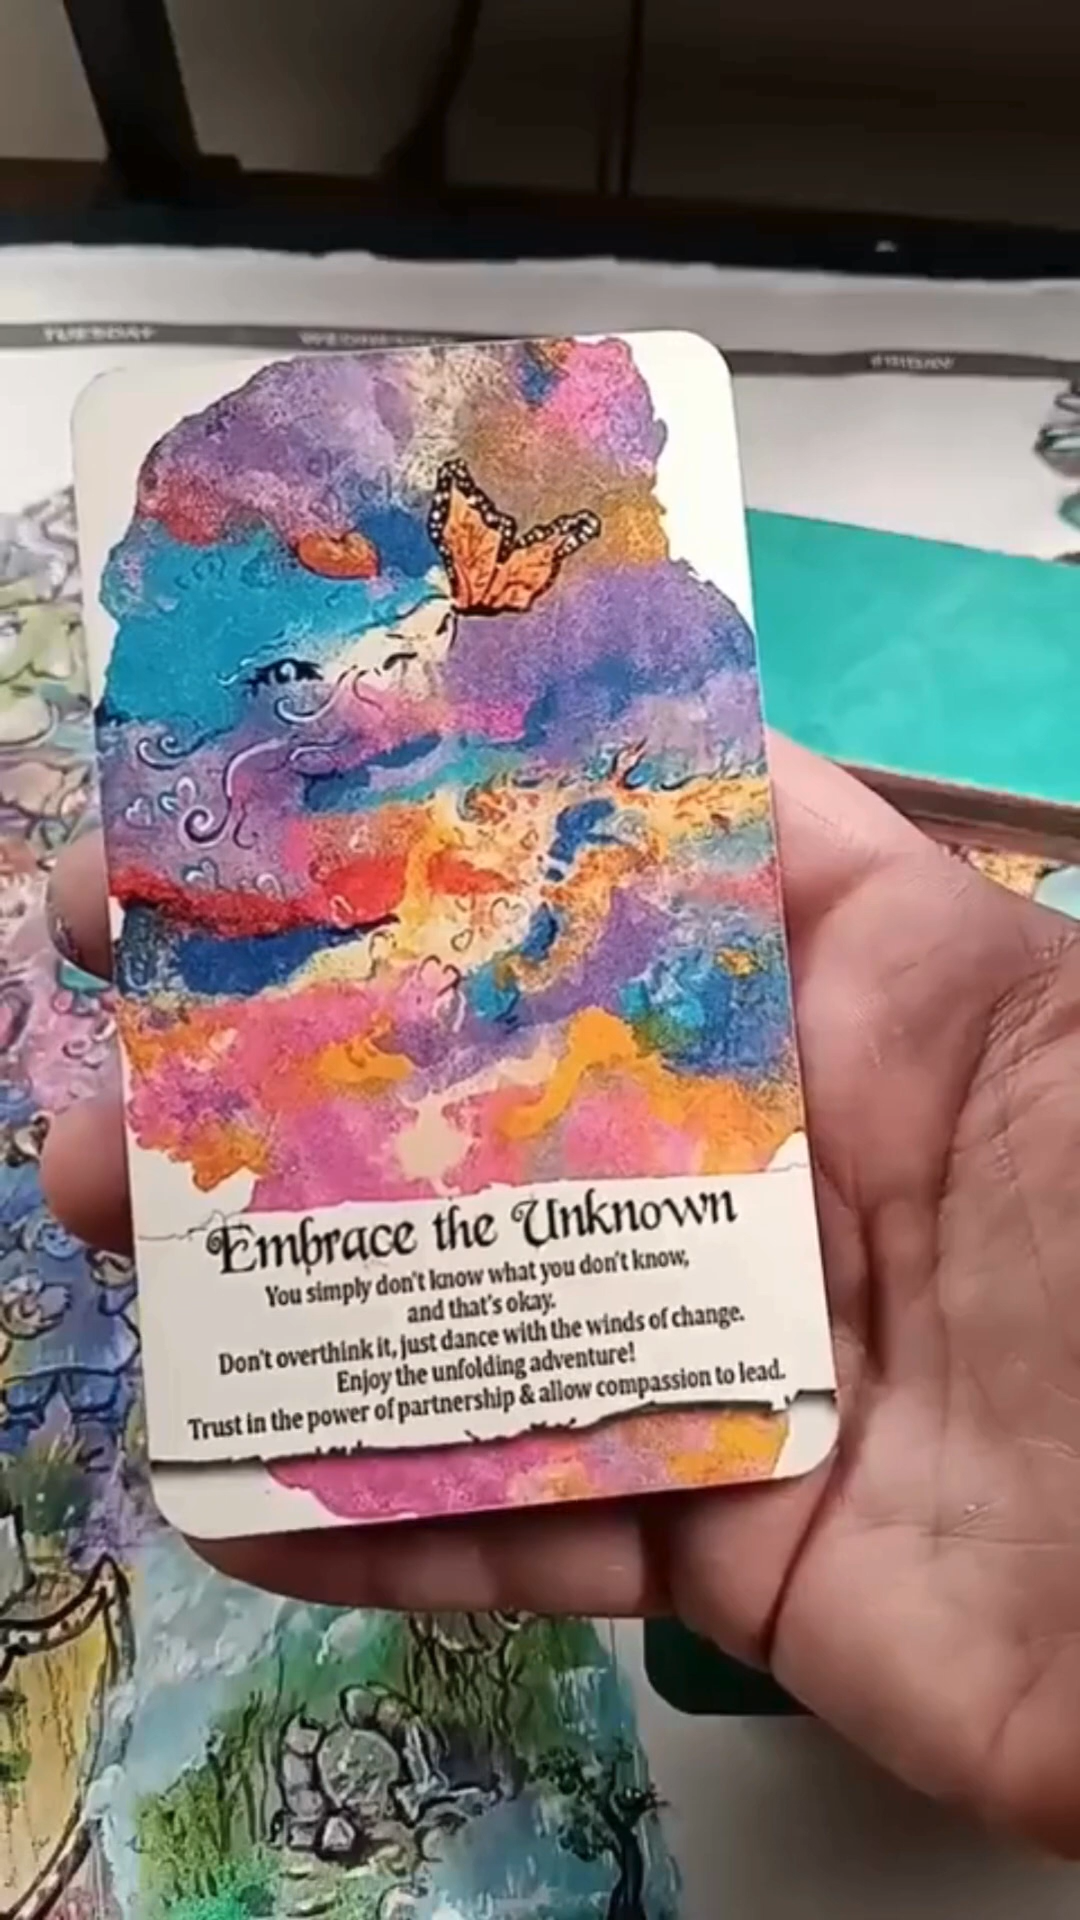 TUESDAY
Embrace the Unknown
You simply don't know what you don't know,
and that's okay.
Don't overthink it, just dance with the winds of change.
Enjoy the unfolding adventure!
Trust in the power of partnership & allow compassion to lead.